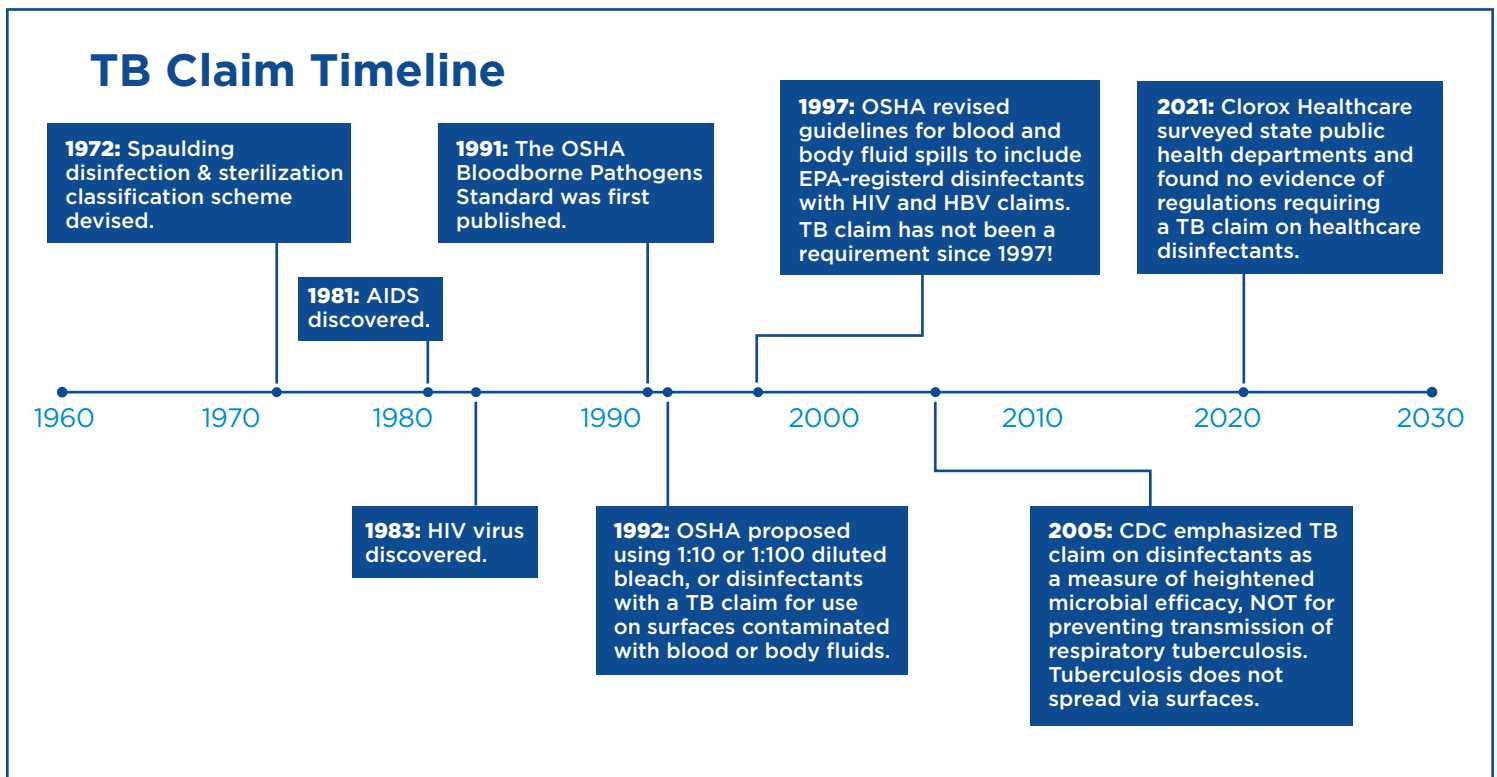 TB Claim Timeline
1972: Spaulding
disinfection & sterilization
classification scheme
devised.
1981: AIDS
discovered.
1991: The OSHA
Bloodborne Pathogens
Standard was first
published.
1997: OSHA revised
guidelines for blood and
body fluid spills to include
EPA-registerd disinfectants
with HIV and HBV claims.
TB claim has not been a
requirement since 1997!
2021: Clorox Healthcare
surveyed state public
health departments and
found no evidence of
regulations requiring
a TB claim on healthcare
disinfectants.
1960 1970 1980 1990 2000 2010 2020 2030
1983: HIV virus
discovered.
1992: OSHA proposed
using 1:10 or 1:100 diluted
bleach, or disinfectants
with a TB claim for use
on surfaces contaminated
with blood or body fluids.
2005: CDC emphasized TB
claim on disinfectants as
a measure of heightened
microbial efficacy, NOT for
preventing transmission of
respiratory tuberculosis.
Tuberculosis does not
spread via surfaces.